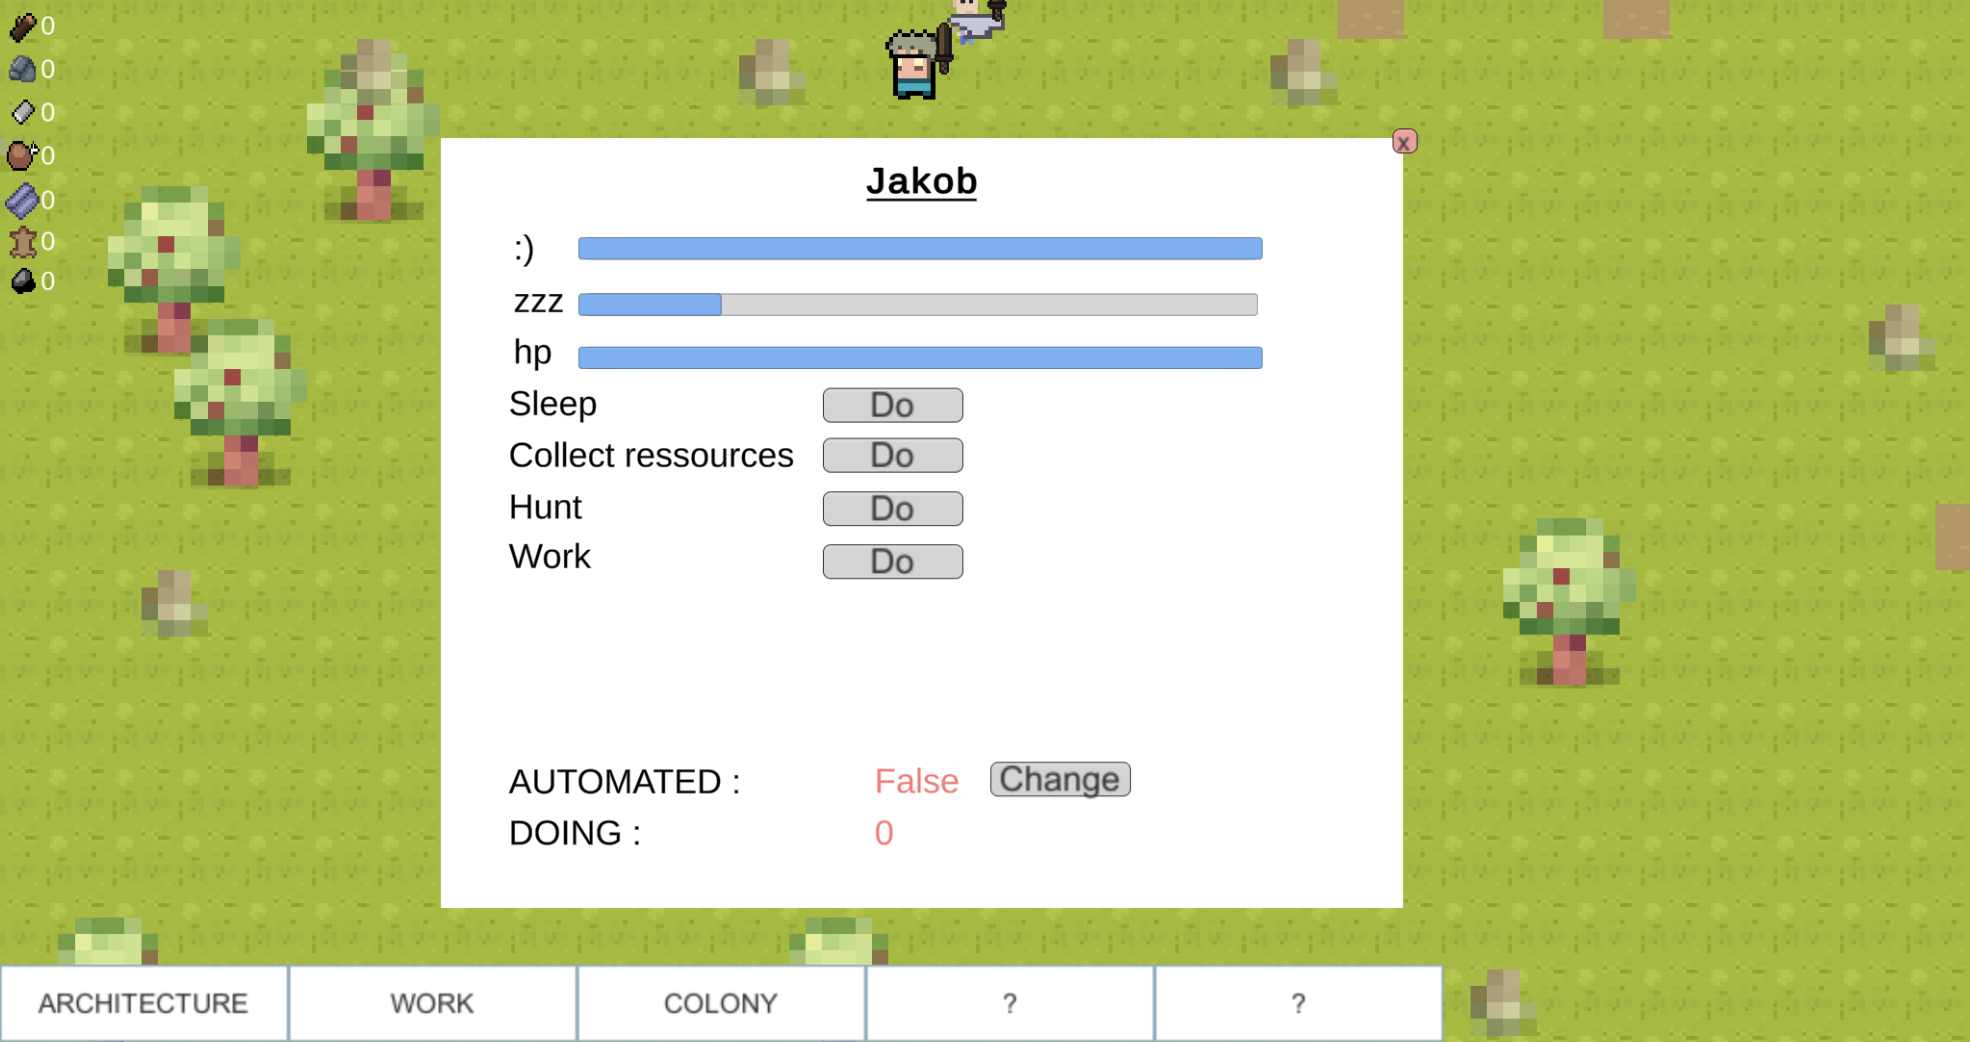 0
0
0
0
0
0
0
x
Jakob
:)
zzz
hp
Sleep Do
Collect ressources Do
Hunt Do
Work Do
AUTOMATED : False Change
DOING : 0
ARCHITECTURE WORK COLONY ? ?